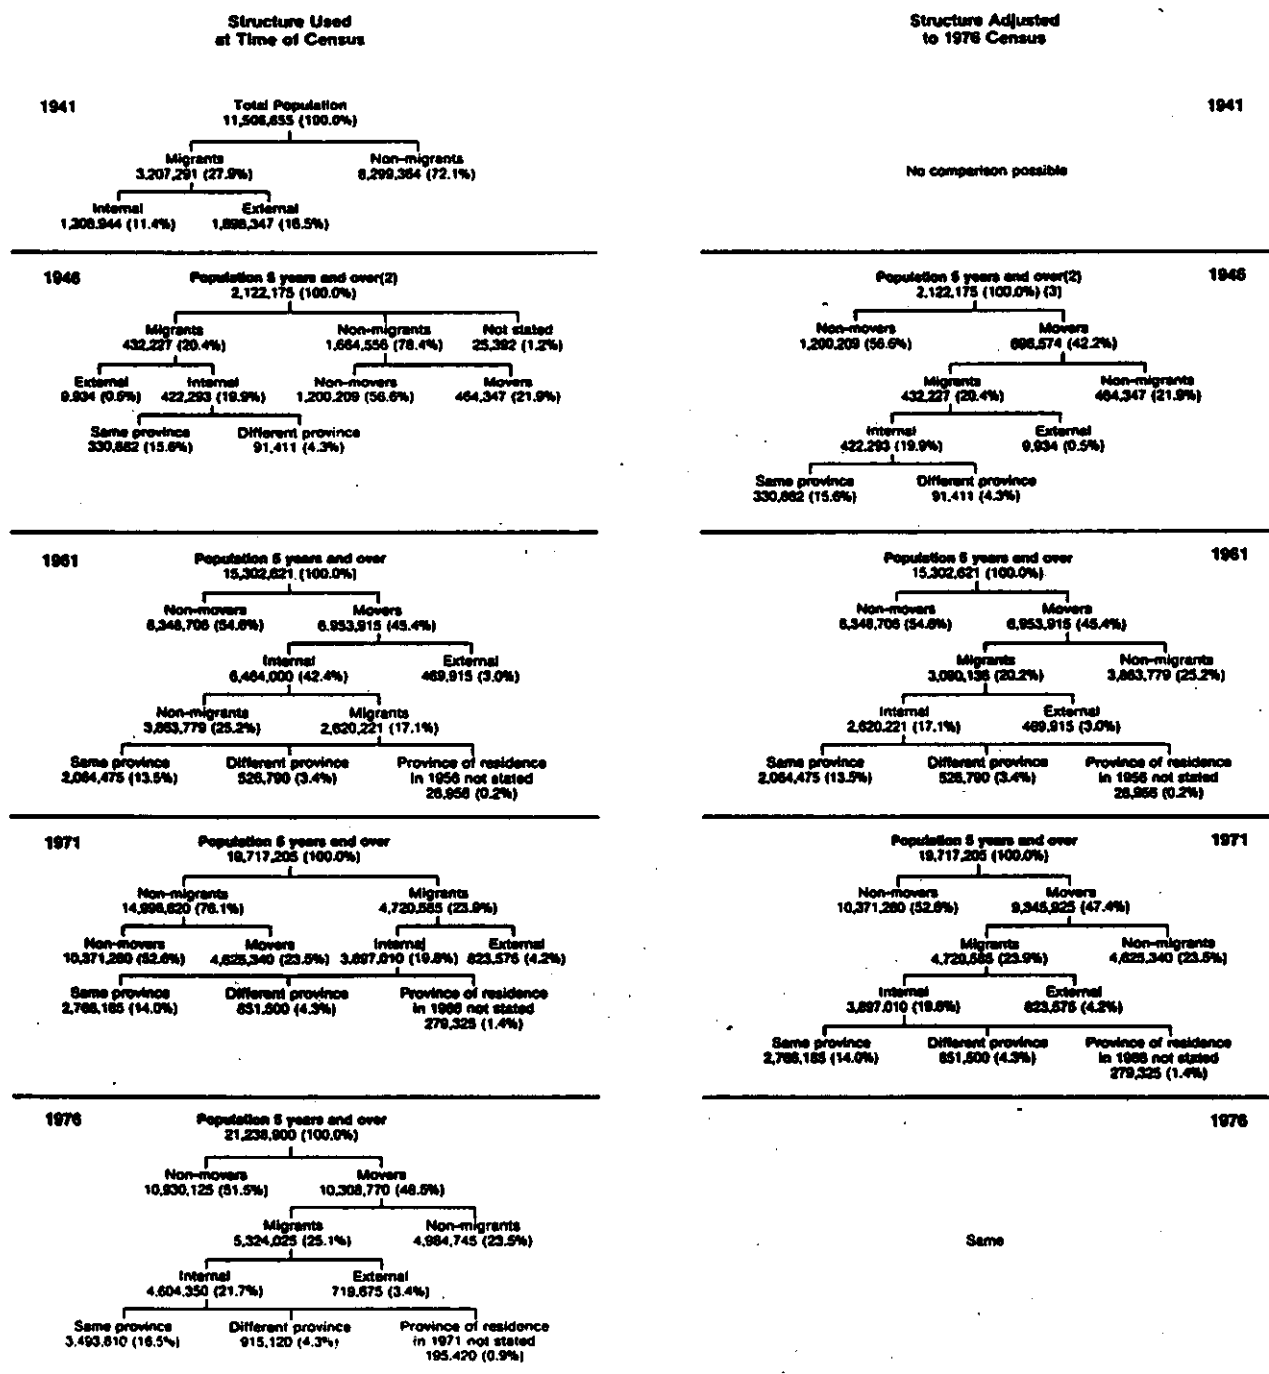 Structure Used
at Time of Census
1941
Total Population
11,506,655 (100.0%)
Migrants Non-migrants
3,207,291 (27.9%) 8,299,364 (72.1%)
Internal External
1,308,944 (11.4%) 1,898,347 (16.5%)
1946
Population 5 years and over(2)
2,122,175 (100.0%)
Migrants Non-migrants Not stated
432,227 (20.4%) 1,664,556 (78.4%) 25,392 (1.2%)
External Internal Non-movers Movers
9,934 (0.5%) 422,293 (19.9%) 1,200,209 (56.6%) 464,347 (21.9%)
Same province Different province
330,882 (15.6%) 91,411 (4.3%)
1961
Population 5 years and over
15,302,621 (100.0%)
Non-movers Movers
8,348,706 (54.6%) 6,953,915 (45.4%)
Internal External
6,484,000 (42.4%) 469,915 (3.0%)
Non-migrants Migrants
3,863,779 (25.2%) 2,620,221 (17.1%)
Same province Different province Province of residence
2,064,475 (13.5%) 526,790 (3.4%) in 1956 not stated
28,956 (0.2%)
1971
Population 5 years and over
19,717,205 (100.0%)
Non-migrants Migrants
14,996,620 (76.1%) 4,720,585 (23.9%)
Non-movers Movers Internal External
10,371,280 (52.6%) 4,625,340 (23.5%) 3,897,010 (19.8%) 823,575 (4.2%)
Same province Different province Province of residence
2,766,185 (14.0%) 851,500 (4.3%) in 1966 not stated
279,325 (1.4%)
1976
Population 5 years and over
21,238,900 (100.0%)
Non-movers Movers
10,930,125 (51.5%) 10,308,770 (48.5%)
Migrants Non-migrants
5,324,025 (25.1%) 4,984,745 (23.5%)
Internal External
4,604,350 (21.7%) 719,675 (3.4%)
Same province Different province Province of residence
3,493,810 (16.5%) 915,120 (4.3%) in 1971 not stated
195,420 (0.9%)
Structure Adjusted
to 1976 Census
1941
No comparison possible
1946
Population 5 years and over(2)
2,122,175 (100.0%) (3)
Non-movers Movers
1,200,209 (56.6%) 896,574 (42.2%)
Migrants Non-migrants
432,227 (20.4%) 464,347 (21.9%)
Internal External
422,293 (19.9%) 9,934 (0.5%)
Same province Different province
330,882 (15.6%) 91,411 (4.3%)
1961
Population 5 years and over
15,302,621 (100.0%)
Non-movers Movers
8,348,706 (54.6%) 6,953,915 (45.4%)
Migrants Non-migrants
3,090,136 (20.2%) 3,863,779 (25.2%)
Internal External
2,620,221 (17.1%) 469,915 (3.0%)
Same province Different province Province of residence
2,064,475 (13.5%) 526,790 (3.4%) in 1956 not stated
28,956 (0.2%)
1971
Population 5 years and over
19,717,205 (100.0%)
Non-movers Movers
10,371,280 (52.6%) 9,345,925 (47.4%)
Migrants Non-migrants
4,720,585 (23.9%) 4,625,340 (23.5%)
Internal External
3,897,010 (19.8%) 823,575 (4.2%)
Same province Different province Province of residence
2,766,185 (14.0%) 851,500 (4.3%) in 1966 not stated
279,325 (1.4%)
1976
Same